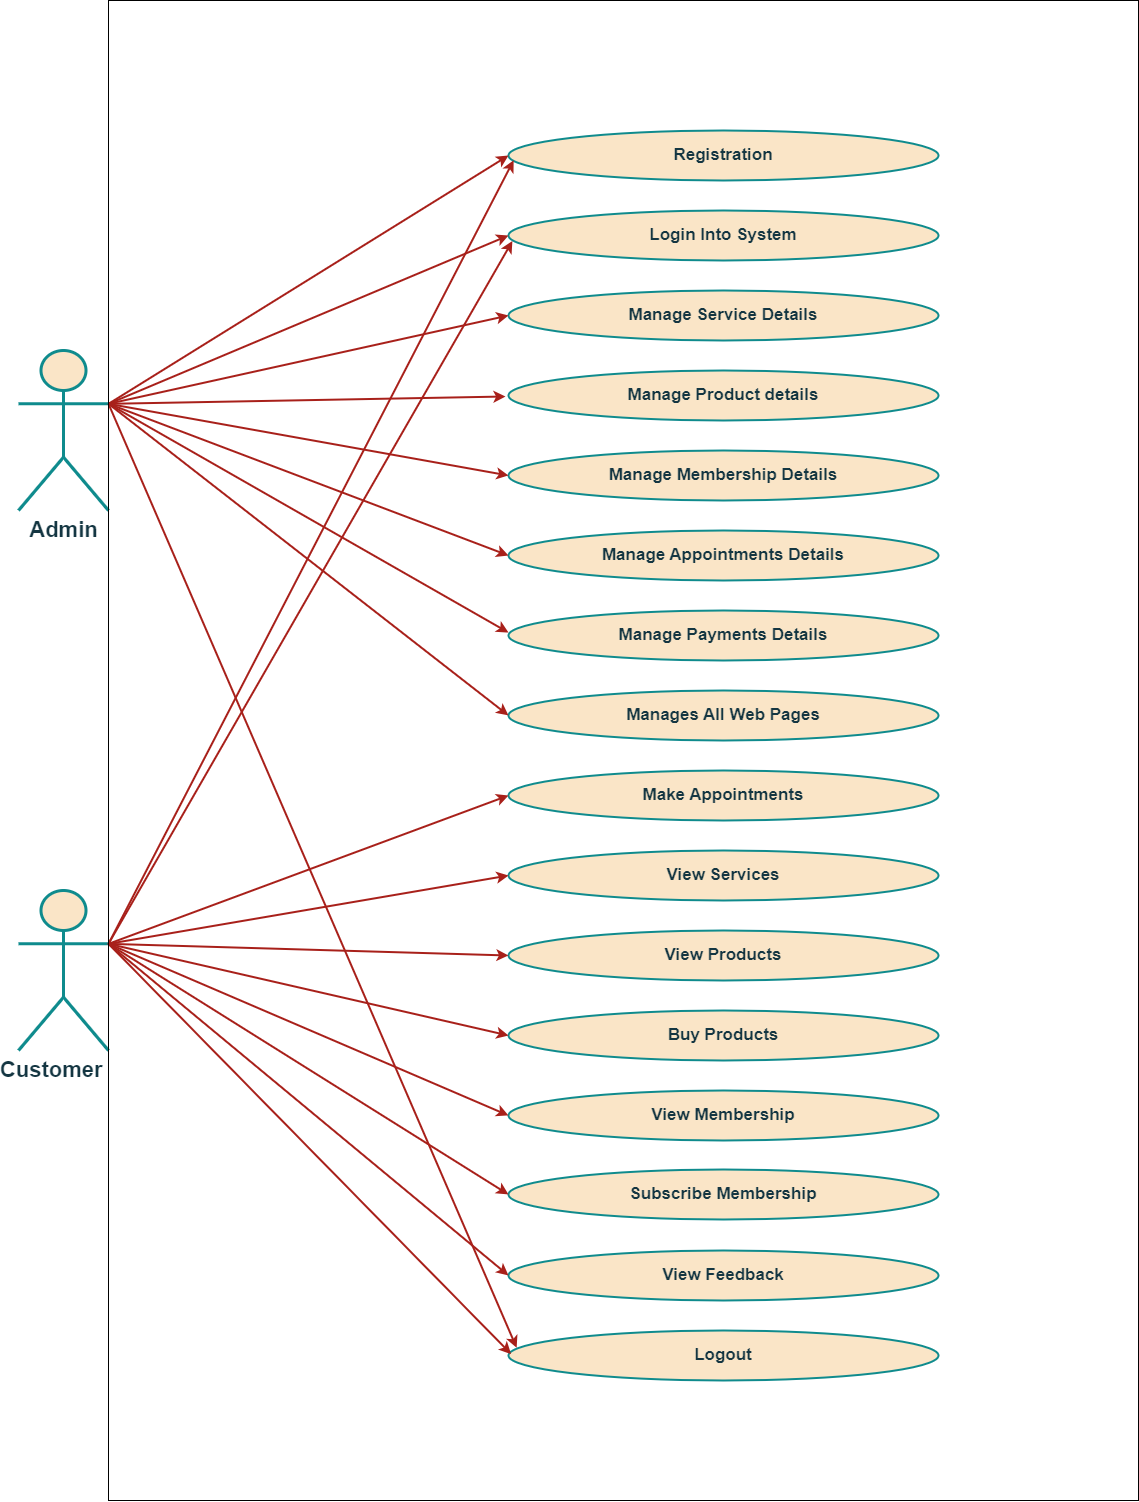 Registration
Login Into System
Manage Service Details
Manage Product details
Manage Membership Details
Admin
Manage Appointments Details
Manage Payments Details
Manages All Web Pages
Make Appointments
View Services
View Products
Buy Products
Customer
View Membership
Subscribe Membership
View Feedback
Logout